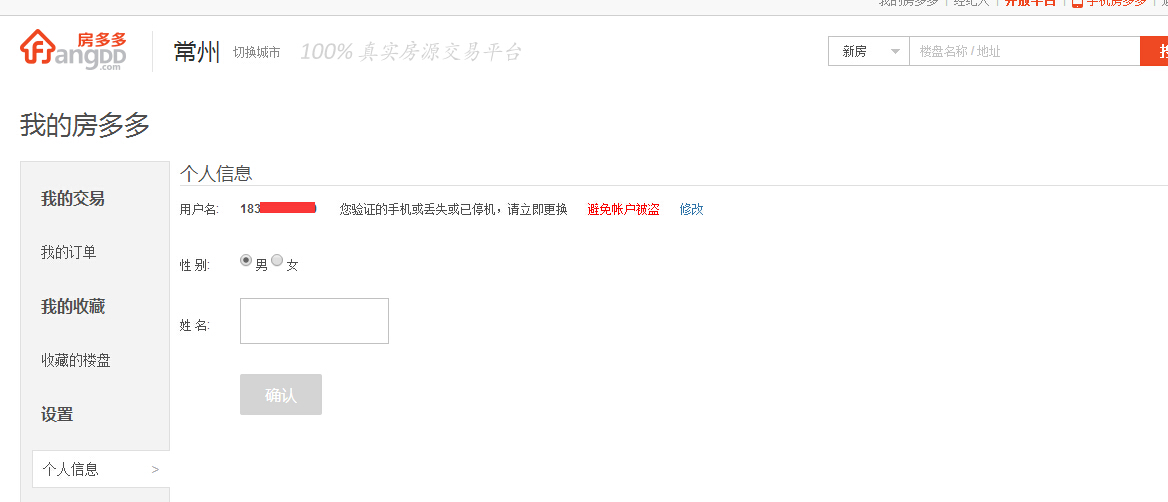 我的房多多 | 经纪人 | 开放平台 | 手机房多多 |
房多多
angDD
.com
常州 切换城市 100% 真实房源交易平台
新房 楼盘名称 / 地址
我的房多多
个人信息
我的交易
用户名: 183 您验证的手机或丢失或已停机，请立即更换 避免帐户被盗 修改
我的订单
性 别: 男 女
我的收藏
姓 名:
收藏的楼盘
确认
设置
个人信息 >